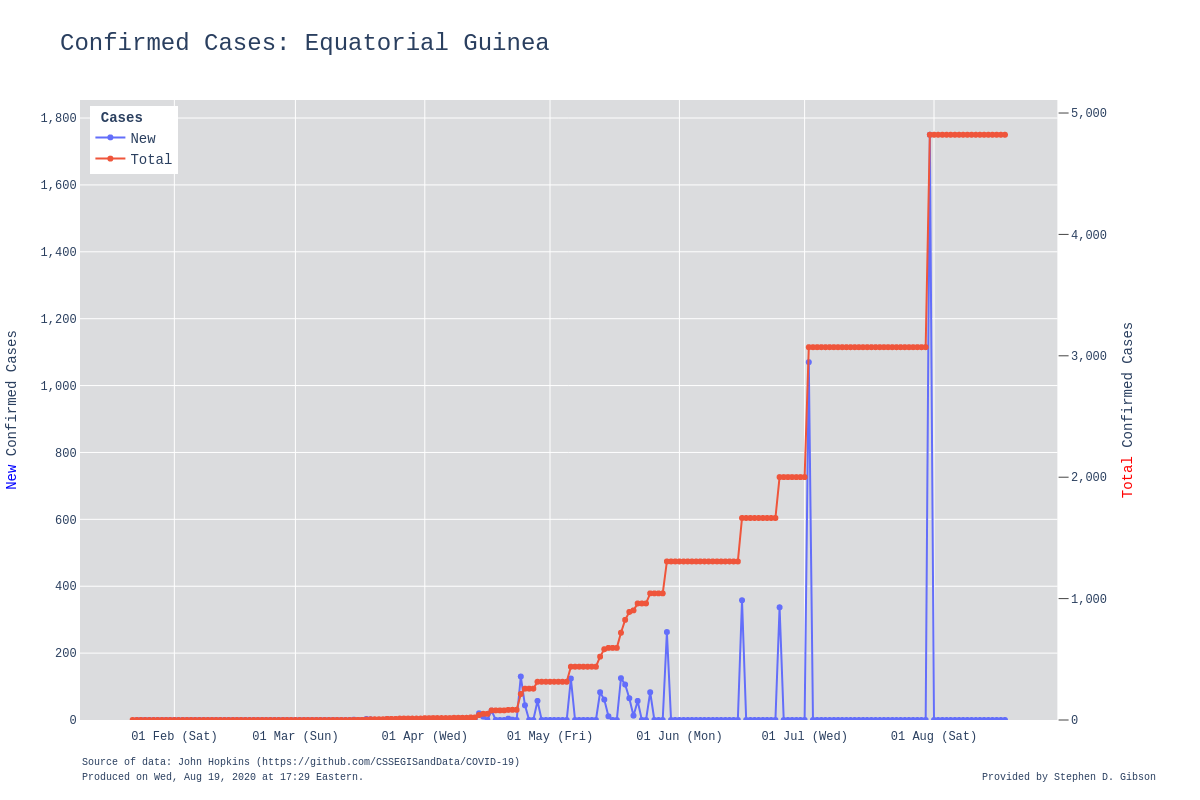 Confirmed Cases: Equatorial Guinea
Cases
New
Total
1,800
1,600
1,400
1,200
1,000
800
600
400
200
0
5,000
4,000
3,000
2,000
1,000
0
New Confirmed Cases
Total Confirmed Cases
01 Feb (Sat) 01 Mar (Sun) 01 Apr (Wed) 01 May (Fri) 01 Jun (Mon) 01 Jul (Wed) 01 Aug (Sat)
Source of data: John Hopkins (https://github.com/CSSEGISandData/COVID-19)
Produced on Wed, Aug 19, 2020 at 17:29 Eastern.
Provided by Stephen D. Gibson